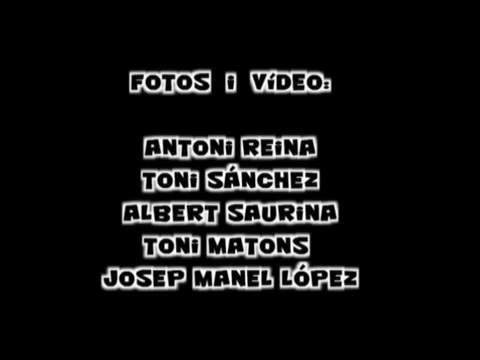 FOTOS i VÍDEO:
ANTONI REINA
TONI SÁNCHEZ
ALBERT SAURINA
TONI MATONS
JOSEP MANEL LÓPEZ